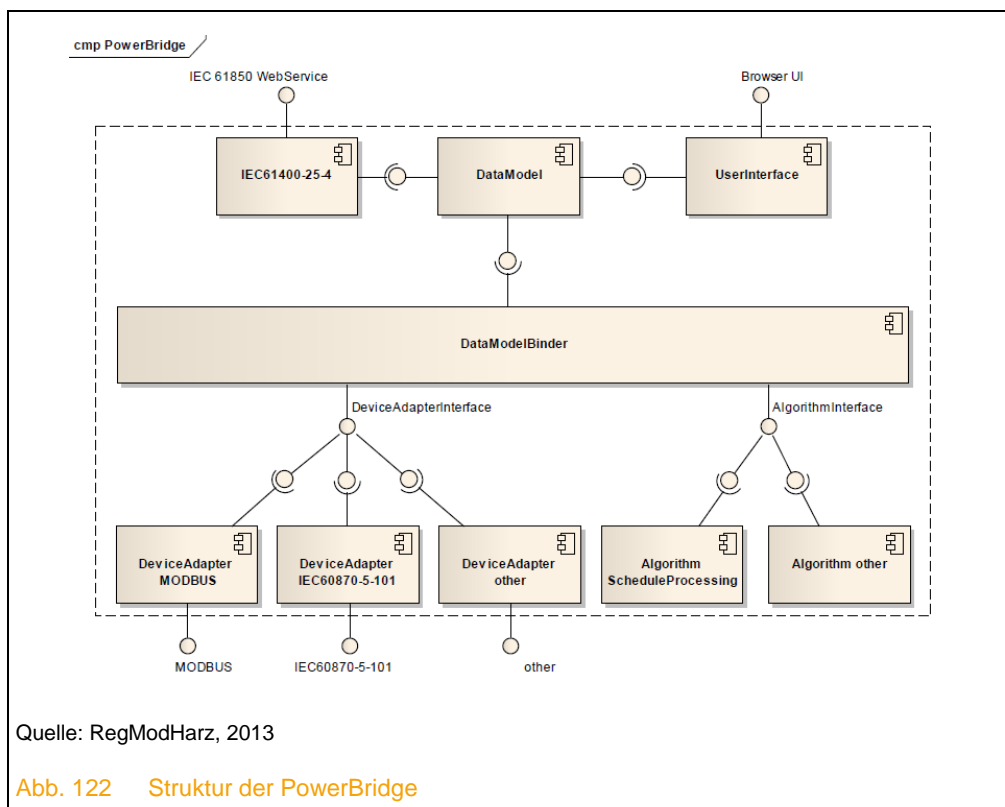 cmp PowerBridge
IEC 61850 WebService
Browser UI
IEC61400-25-4
DataModel
UserInterface
DataModelBinder
DeviceAdapterInterface
AlgorithmInterface
DeviceAdapter
MODBUS
DeviceAdapter
IEC60870-5-101
DeviceAdapter
other
Algorithm
ScheduleProcessing
Algorithm other
MODBUS
IEC60870-5-101
other
Quelle: RegModHarz, 2013
Abb. 122 Struktur der PowerBridge